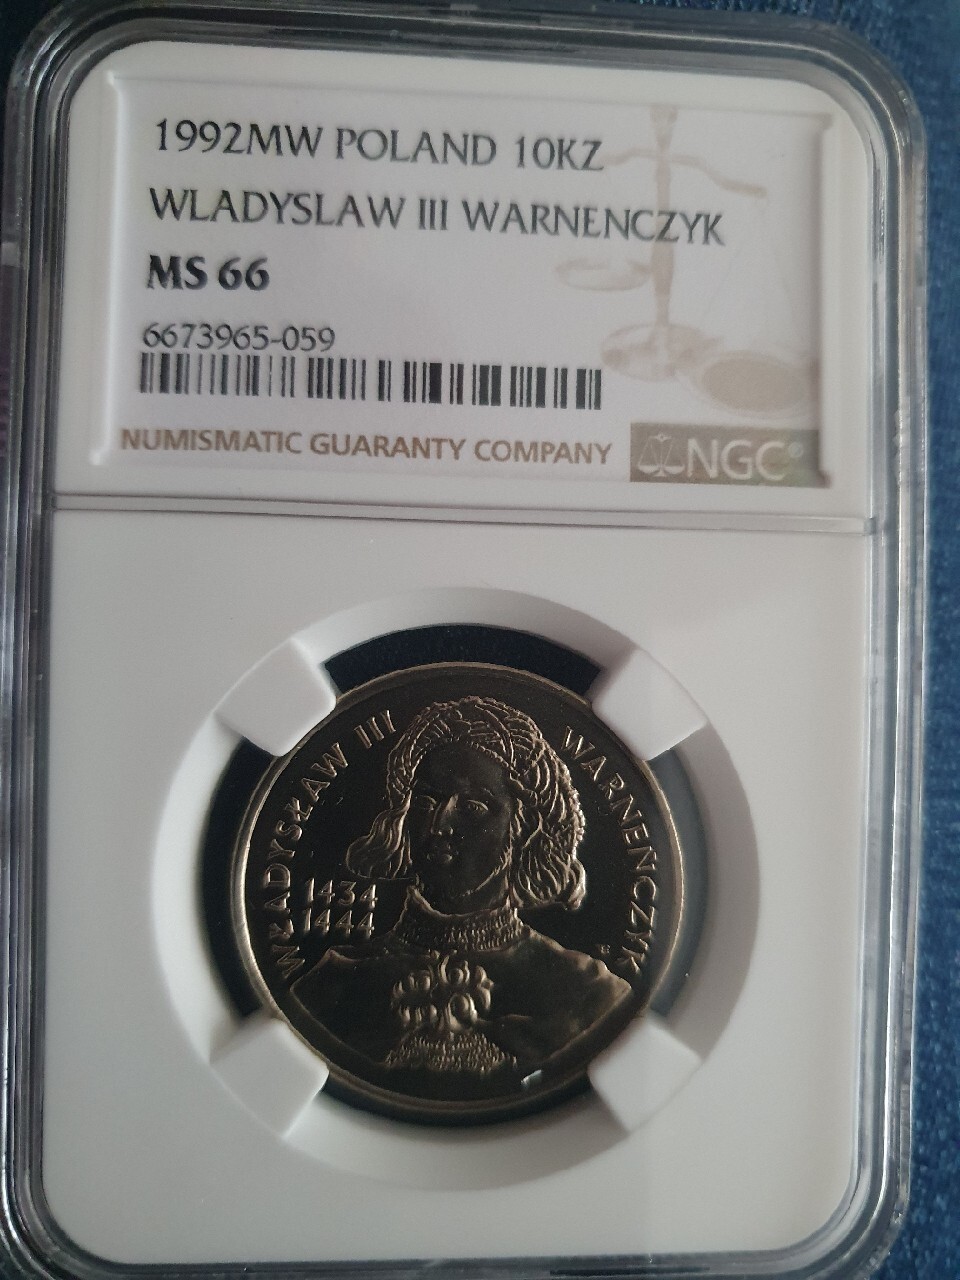 1992MW POLAND 10KZ
WLADYSLAW III WARNENCZYK
MS 66
6673965-059
NUMISMATIC GUARANTY COMPANY
NGC®
WŁADYSŁAW III WARNEŃCZYK
1434
1444